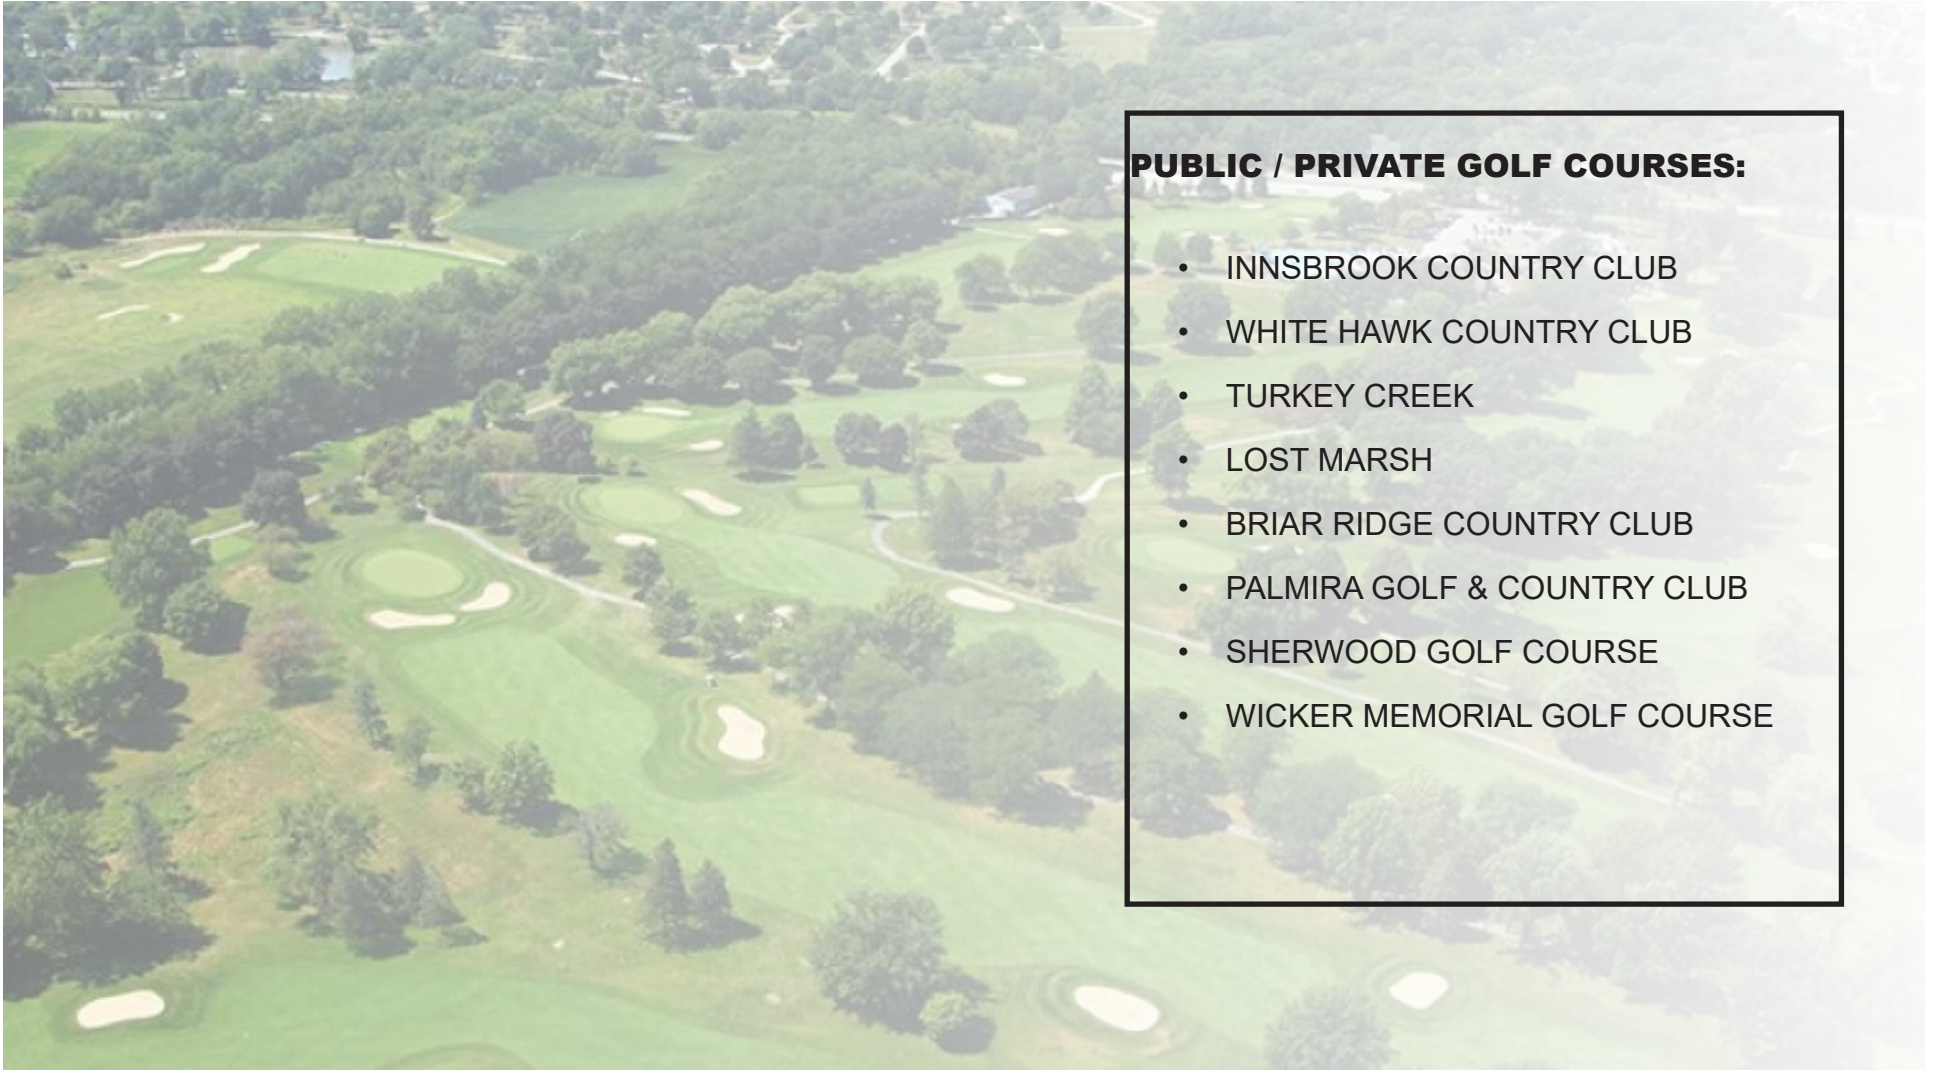 PUBLIC / PRIVATE GOLF COURSES:
• INNSBROOK COUNTRY CLUB
• WHITE HAWK COUNTRY CLUB
• TURKEY CREEK
• LOST MARSH
• BRIAR RIDGE COUNTRY CLUB
• PALMIRA GOLF & COUNTRY CLUB
• SHERWOOD GOLF COURSE
• WICKER MEMORIAL GOLF COURSE